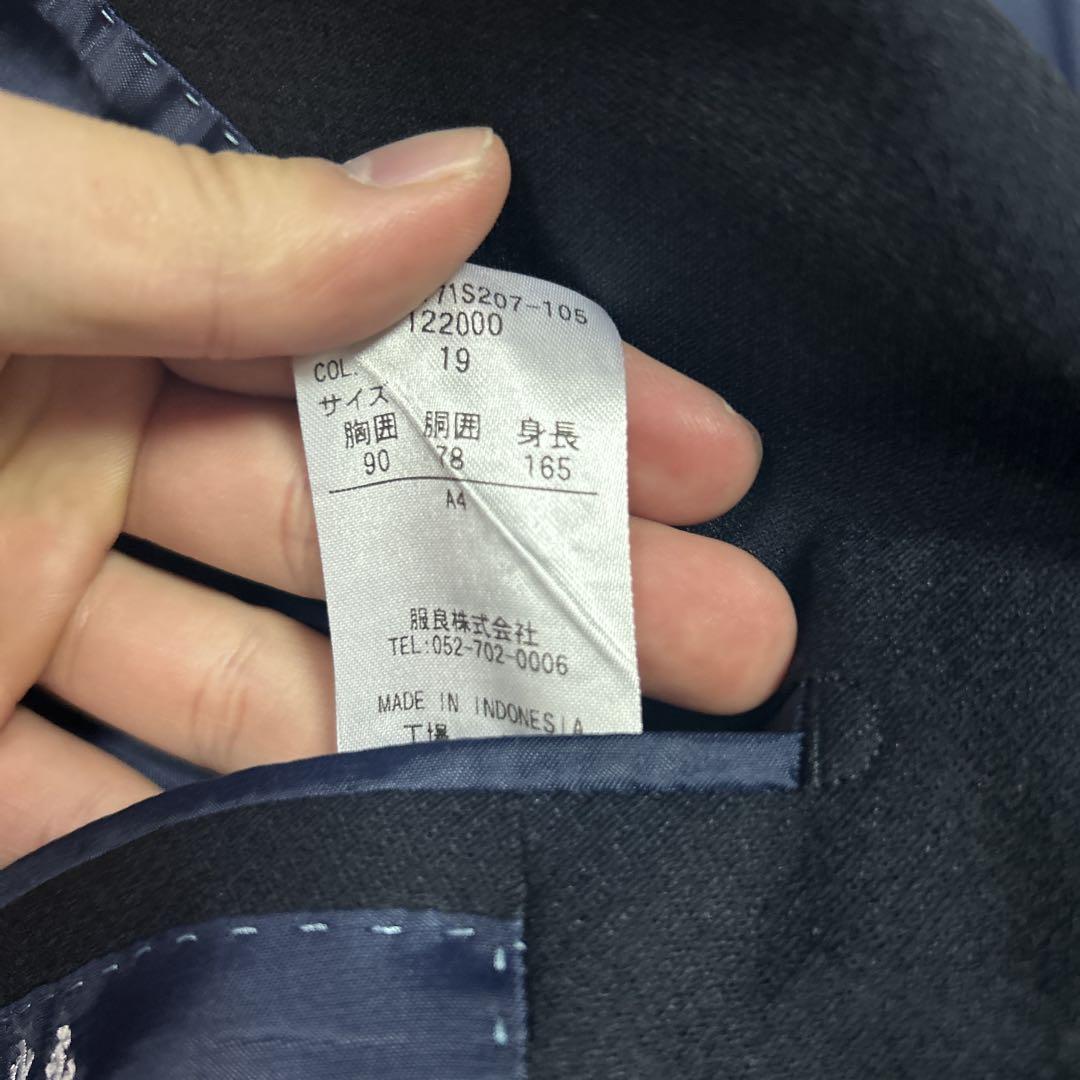 71S207-105
122000
COL. 19
サイズ
胸囲 胴囲 身長
90 78 165
A4
服良株式会社
TEL:052-702-0006
MADE IN INDONESIA
工場